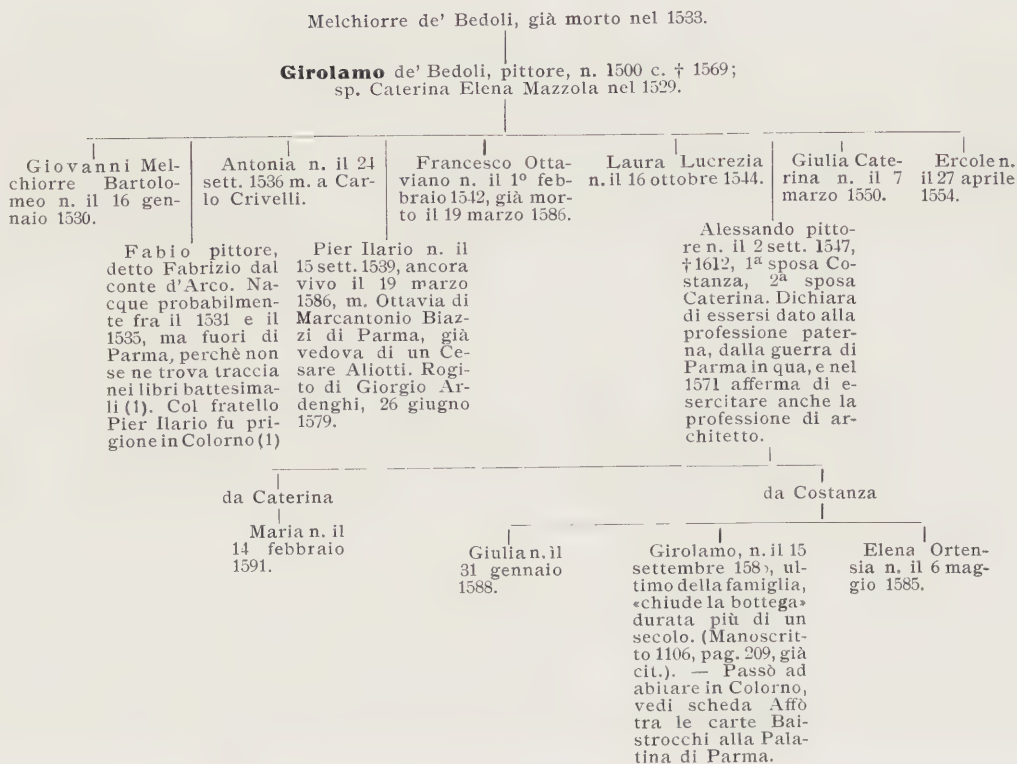 Melchiorre de' Bedoli, già morto nel 1533.
Girolamo de' Bedoli, pittore, n. 1500 c. † 1569;
sp. Caterina Elena Mazzola nel 1529.
Giovanni Mel-
chiorre Bartolo-
meo n. il 16 gen-
naio 1530.
Fabio pittore,
detto Fabrizio dal
conte d'Arco. Na-
cque probabilmen-
te fra il 1531 e il
1535, ma fuori di
Parma, perchè non
se ne trova traccia
nei libri battesima-
li (1). Col fratello
Pier Ilario fu pri-
gione in Colorno (1)
Antonia n. il 24
sett. 1536 m. a Car-
lo Crivelli.
Pier Ilario n. il
15 sett. 1539, ancora
vivo il 19 marzo
1586, m. Ottavia di
Marcantonio Biaz-
zi di Parma, già
vedova di un Ce-
sare Aliotti. Rogi-
to di Giorgio Ar-
denghi, 26 giugno
1579.
Francesco Otta-
viano n. il 1º feb-
braio 1542, già mor-
to il 19 marzo 1586.
Laura Lucrezia
n. il 16 ottobre 1544.
Alessando pitto-
re n. il 2 sett. 1547,
†1612, 1ª sposa Co-
stanza, 2ª sposa
Caterina. Dichiara
di essersi dato alla
professione pater-
na, dalla guerra di
Parma in qua, e nel
1571 afferma di e-
sercitare anche la
professione di ar-
chitetto.
Giulia Cate-
rina n. il 7
marzo 1550.
Ercole n.
il 27 aprile
1554.
da Caterina
Maria n. il
14 febbraio
1591.
da Costanza
Giulia n. il
31 gennaio
1588.
Girolamo, n. il 15
settembre ul-
timo della famiglia,
«chiude la bottega»
durata più di un
secolo. (Manoscrit-
to 1106, pag. 209, già
cit.). — Passò ad
abitare in Colorno,
vedi scheda Affò
tra le carte Bai-
strocchi alla Pala-
tina di Parma.
Elena Orten-
sia n. il 6 mag-
gio 1585.